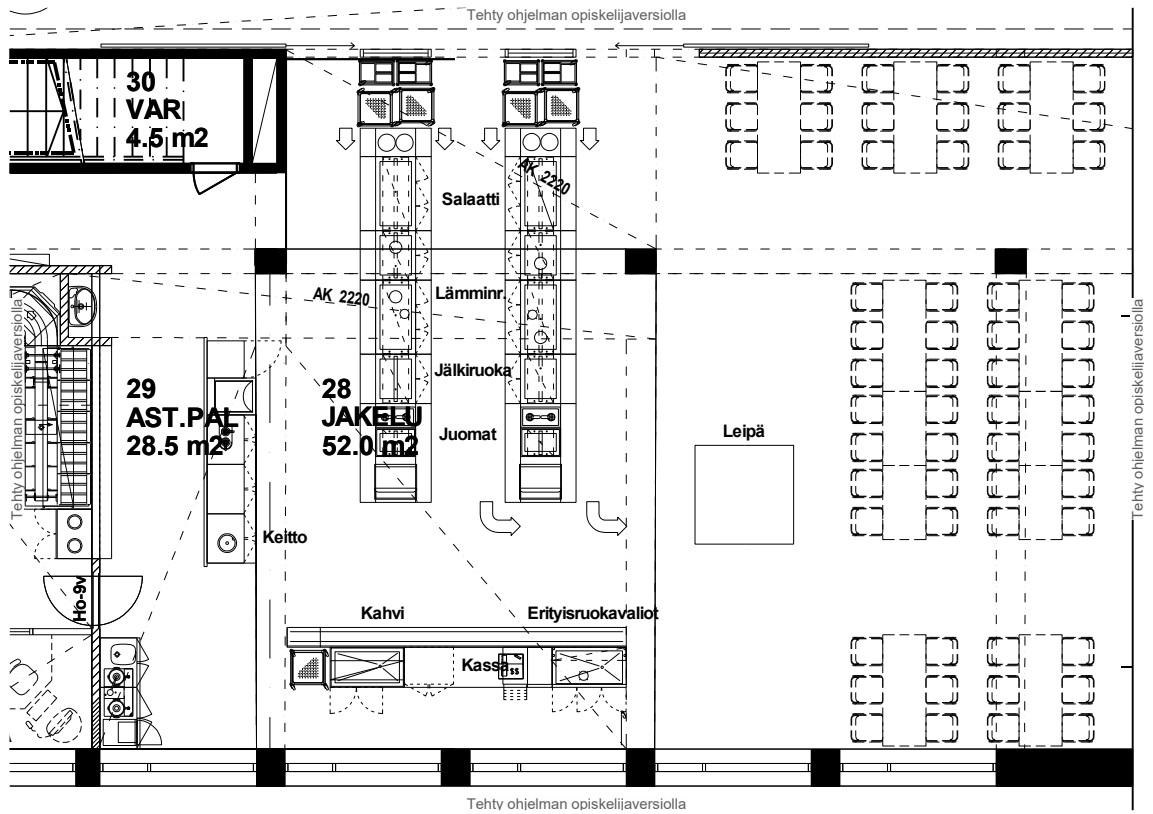 Tehty ohjelman opiskelijaversiolla
30
VAR
4.5 m2
AK 2220
Salaatti
AK 2220
Lämminr.
Jälkiruoka
Juomat
29
AST.PAL
28.5 m2
28
JAKELU
52.0 m2
Leipä
Keitto
Ho-9v
Kahvi
Erityisruokavaliot
Kassa
$$
Tehty ohjelman opiskelijaversiolla
Tehty ohjelman opiskelijaversiolla
Tehty ohjelman opiskelijaversiolla